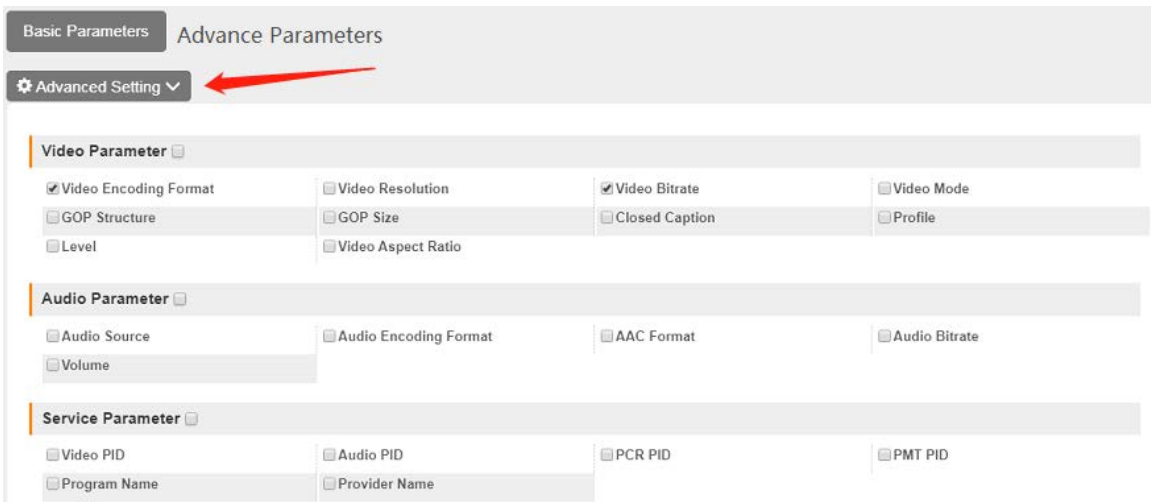 Basic Parameters Advance Parameters
Advanced Setting
Video Parameter
Video Encoding Format Video Resolution Video Bitrate Video Mode
GOP Structure GOP Size Closed Caption Profile
Level Video Aspect Ratio
Audio Parameter
Audio Source Audio Encoding Format AAC Format Audio Bitrate
Volume
Service Parameter
Video PID Audio PID PCR PID PMT PID
Program Name Provider Name